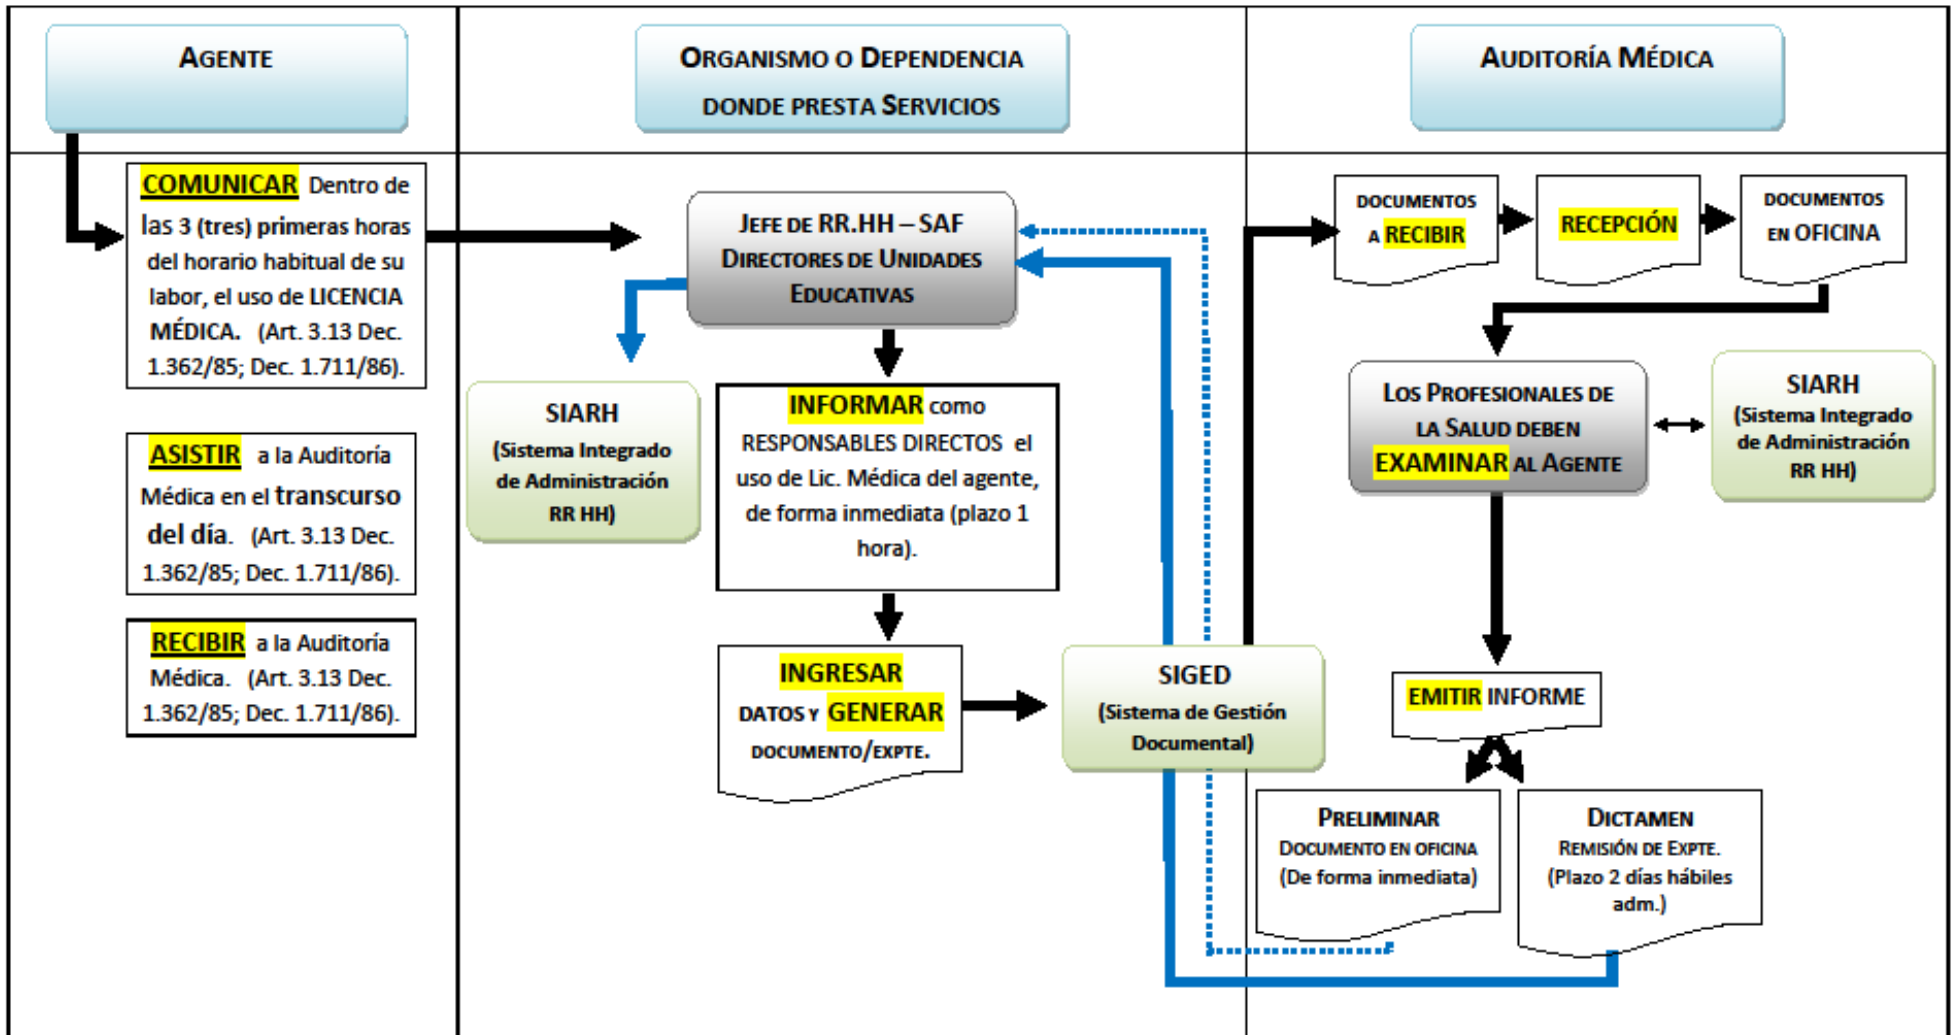 AGENTE
ORGANISMO O DEPENDENCIA
DONDE PRESTA SERVICIOS
AUDITORÍA MÉDICA
COMUNICAR Dentro de
las 3 (tres) primeras horas
del horario habitual de su
labor, el uso de LICENCIA
MÉDICA. (Art. 3.13 Dec.
1.362/85; Dec. 1.711/86).
ASISTIR a la Auditoría
Médica en el transcurso
del día. (Art. 3.13 Dec.
1.362/85; Dec. 1.711/86).
RECIBIR a la Auditoría
Médica. (Art. 3.13 Dec.
1.362/85; Dec. 1.711/86).
JEFE DE RR.HH – SAF
DIRECTORES DE UNIDADES
EDUCATIVAS
SIARH
(Sistema Integrado
de Administración
RR HH)
INFORMAR como
RESPONSABLES DIRECTOS el
uso de Lic. Médica del agente,
de forma inmediata (plazo 1
hora).
INGRESAR
DATOS Y GENERAR
DOCUMENTO/EXPTE.
SIGED
(Sistema de Gestión
Documental)
DOCUMENTOS
A RECIBIR
RECEPCIÓN
DOCUMENTOS
EN OFICINA
LOS PROFESIONALES DE
LA SALUD DEBEN
EXAMINAR AL AGENTE
SIARH
(Sistema Integrado
de Administración
RR HH)
EMITIR INFORME
PRELIMINAR
DOCUMENTO EN OFICINA
(De forma inmediata)
DICTAMEN
REMISIÓN DE EXPTE.
(Plazo 2 días hábiles
adm.)